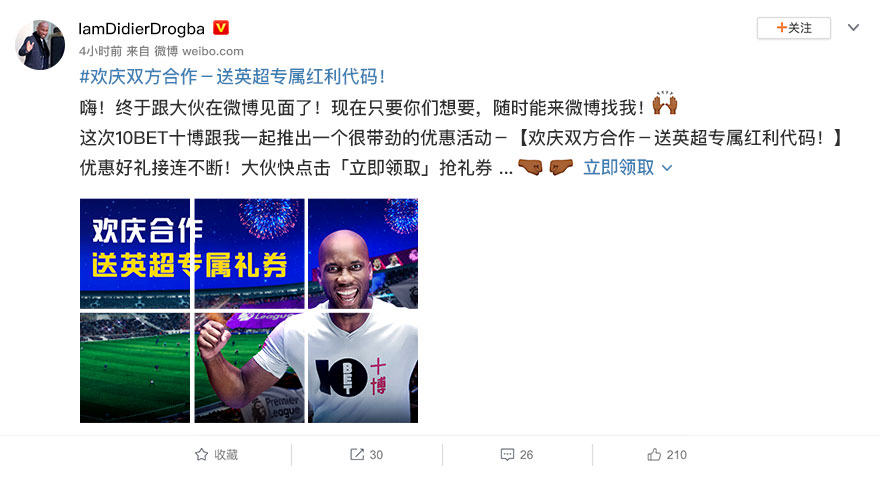 IamDidierDrogba V
4小时前 来自 微博 weibo.com
+关注
#欢庆双方合作－送英超专属红利代码！
嗨！终于跟大伙在微博见面了！现在只要你们想要，随时能来微博找我！
这次10BET十博跟我一起推出一个很带劲的优惠活动－【欢庆双方合作－送英超专属红利代码！】
优惠好礼接连不断！大伙快点击「立即领取」抢礼券 ... 立即领取
欢庆合作
送英超专属礼券
League
10BET 十博
Premier
League
收藏
30
26
210